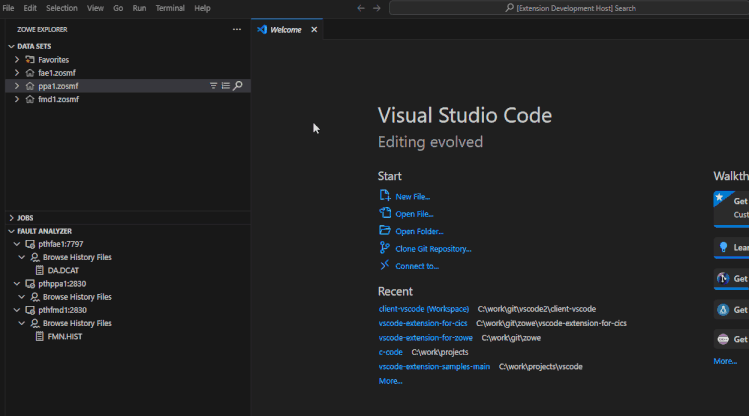 File Edit Selection View Go Run Terminal Help
[Extension Development Host] Search
ZOWE EXPLORER
DATA SETS
Favorites
fae1.zosmf
ppa1.zosmf
fmd1.zosmf
JOBS
FAULT ANALYZER
pthfae1:7797
Browse History Files
DA.DCAT
pthppa1:2830
Browse History Files
pthfmd1:2830
Browse History Files
FMN.HIST
Welcome
Visual Studio Code
Editing evolved
Start
New File...
Open File...
Open Folder...
Clone Git Repository...
Connect to...
Recent
client-vscode (Workspace) C:\work\git\vscode2\client-vscode
vscode-extension-for-cics C:\work\git\zowe\vscode-extension-for-cics
vscode-extension-for-zowe C:\work\git\zowe
c-code C:\work\projects
vscode-extension-samples-main C:\work\projects\vscode
More...
Walkth
Get
Cust
Lear
Get
Get
Get
More...